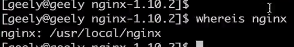 [geely@geely nginx-1.10.2]$
[geely@geely nginx-1.10.2]$ whereis nginx
nginx: /usr/local/nginx